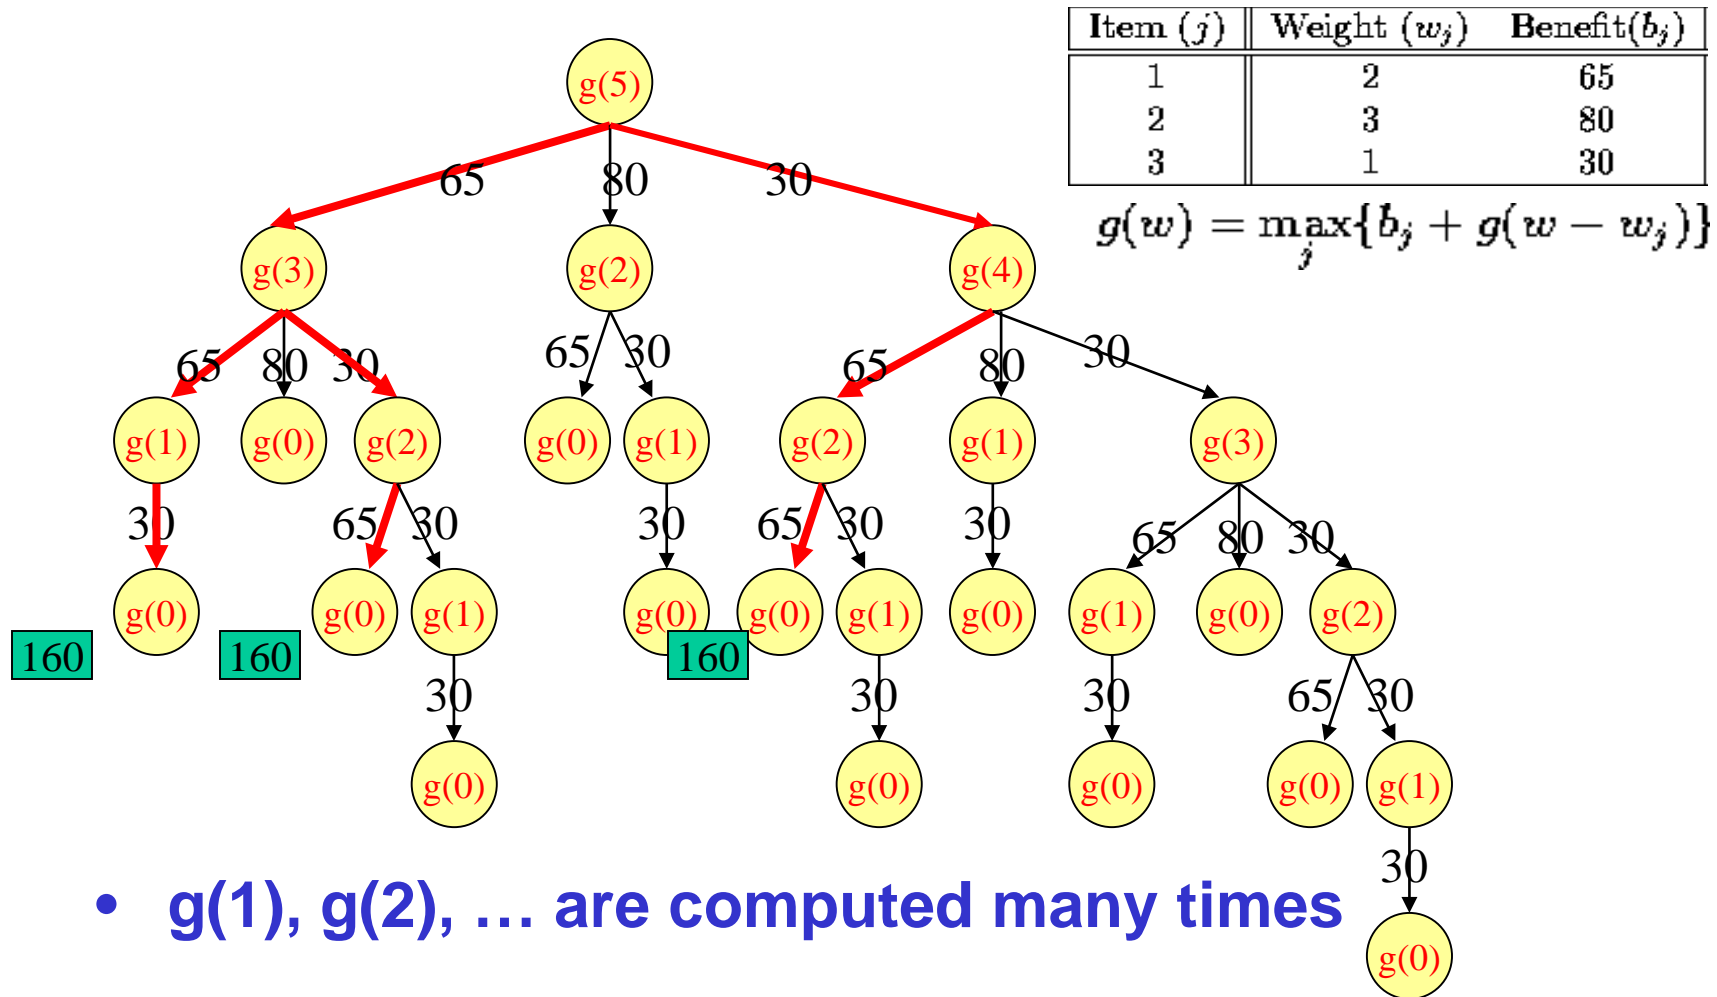 Item (j) Weight (w_j) Benefit(b_j)
1 2 65
2 3 80
3 1 30
g(w) = max_j{b_j + g(w − w_j)}
g(5)
65 80 30
g(3) g(2) g(4)
65 80 30 65 30 65 80 30
g(1) g(0) g(2) g(0) g(1) g(2) g(1) g(3)
30 65 30 30 65 30 30 65 80 30
g(0) g(0) g(1) g(0) g(0) g(1) g(0) g(1) g(0) g(2)
160 160 160
30 30 30 65 30
g(0) g(0) g(0) g(0) g(1)
30
• g(1), g(2), … are computed many times
g(0)